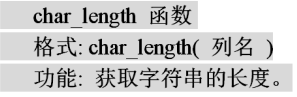 char_length 函数
格式: char_length( 列名 )
功能: 获取字符串的长度。